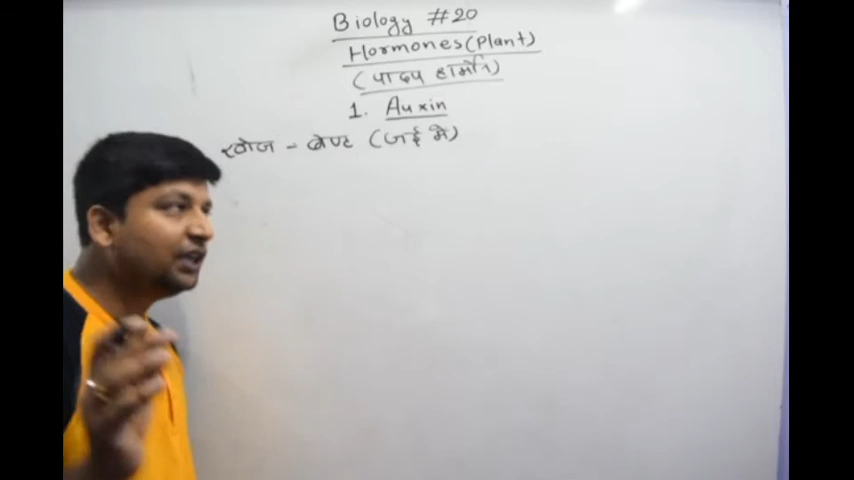 Biology #20
Hormones(Plant)
(पादप हार्मोन)
1. Auxin
खोज - वेण्ट (जई मे)